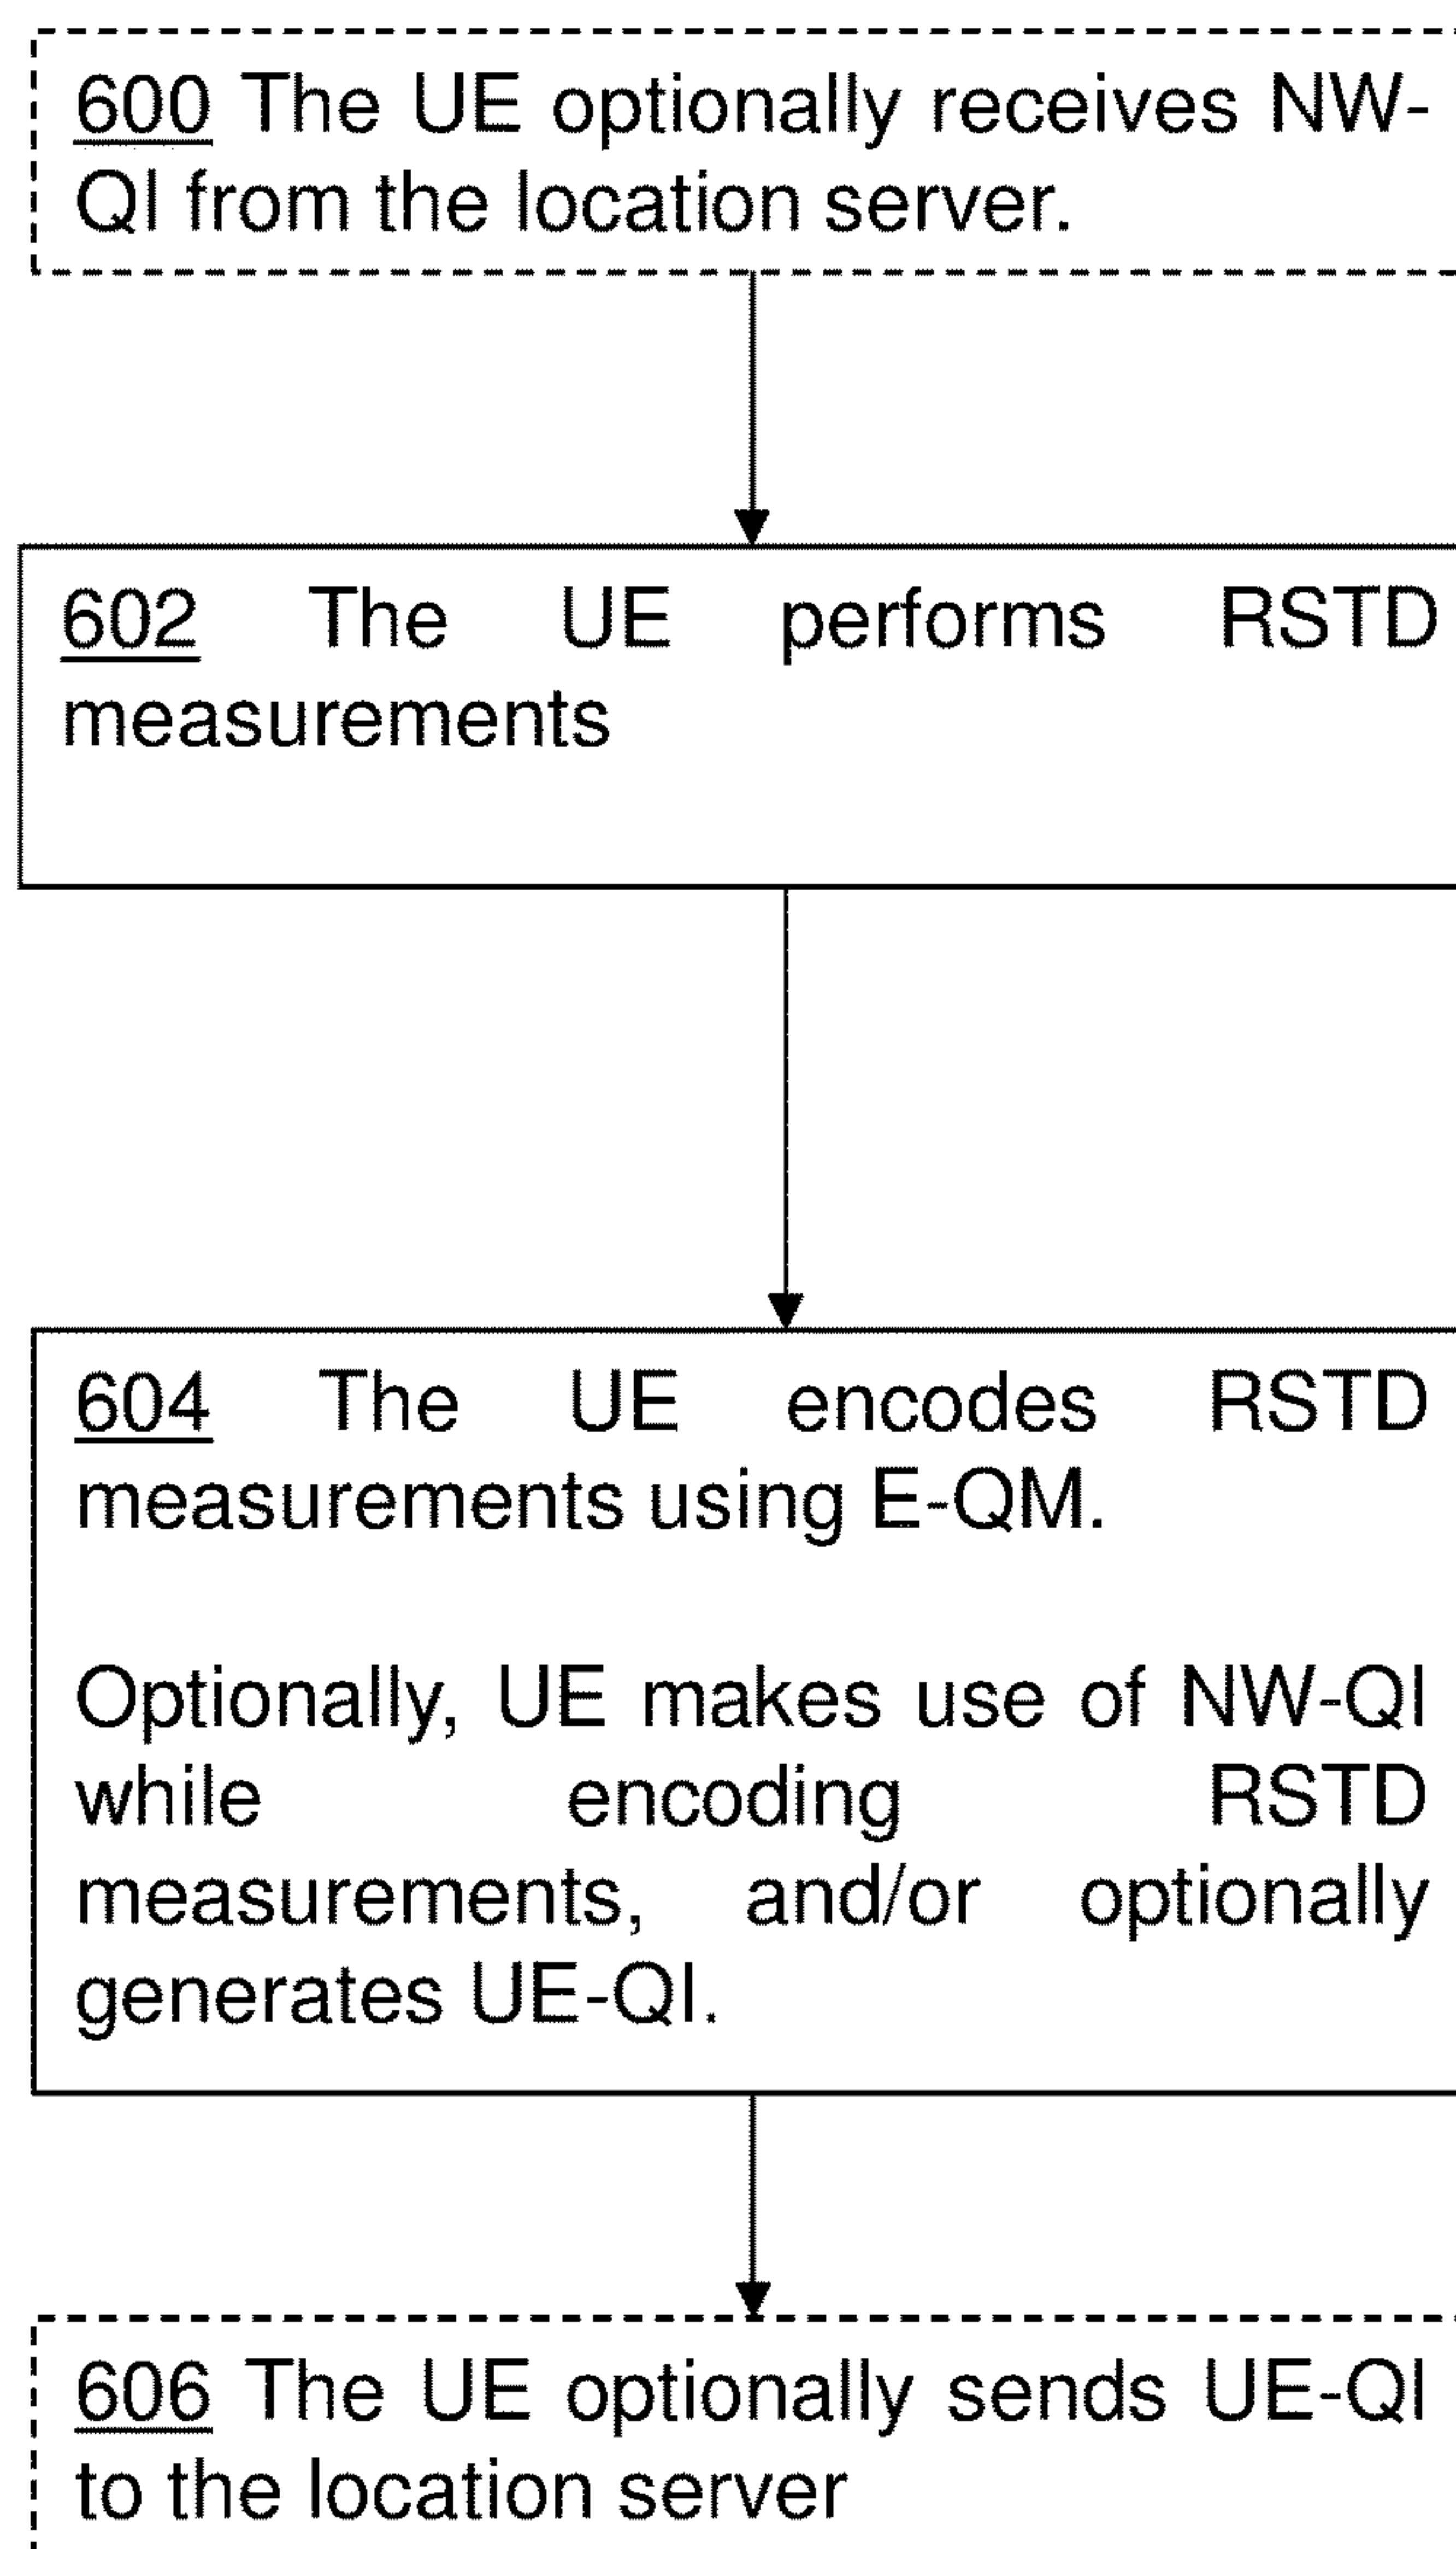 600 The UE optionally receives NW-
QI from the location server.
602 The UE performs RSTD
measurements
604 The UE encodes RSTD
measurements using E-QM.
Optionally, UE makes use of NW-QI
while encoding RSTD
measurements, and/or optionally
generates UE-QI.
606 The UE optionally sends UE-QI
to the location server